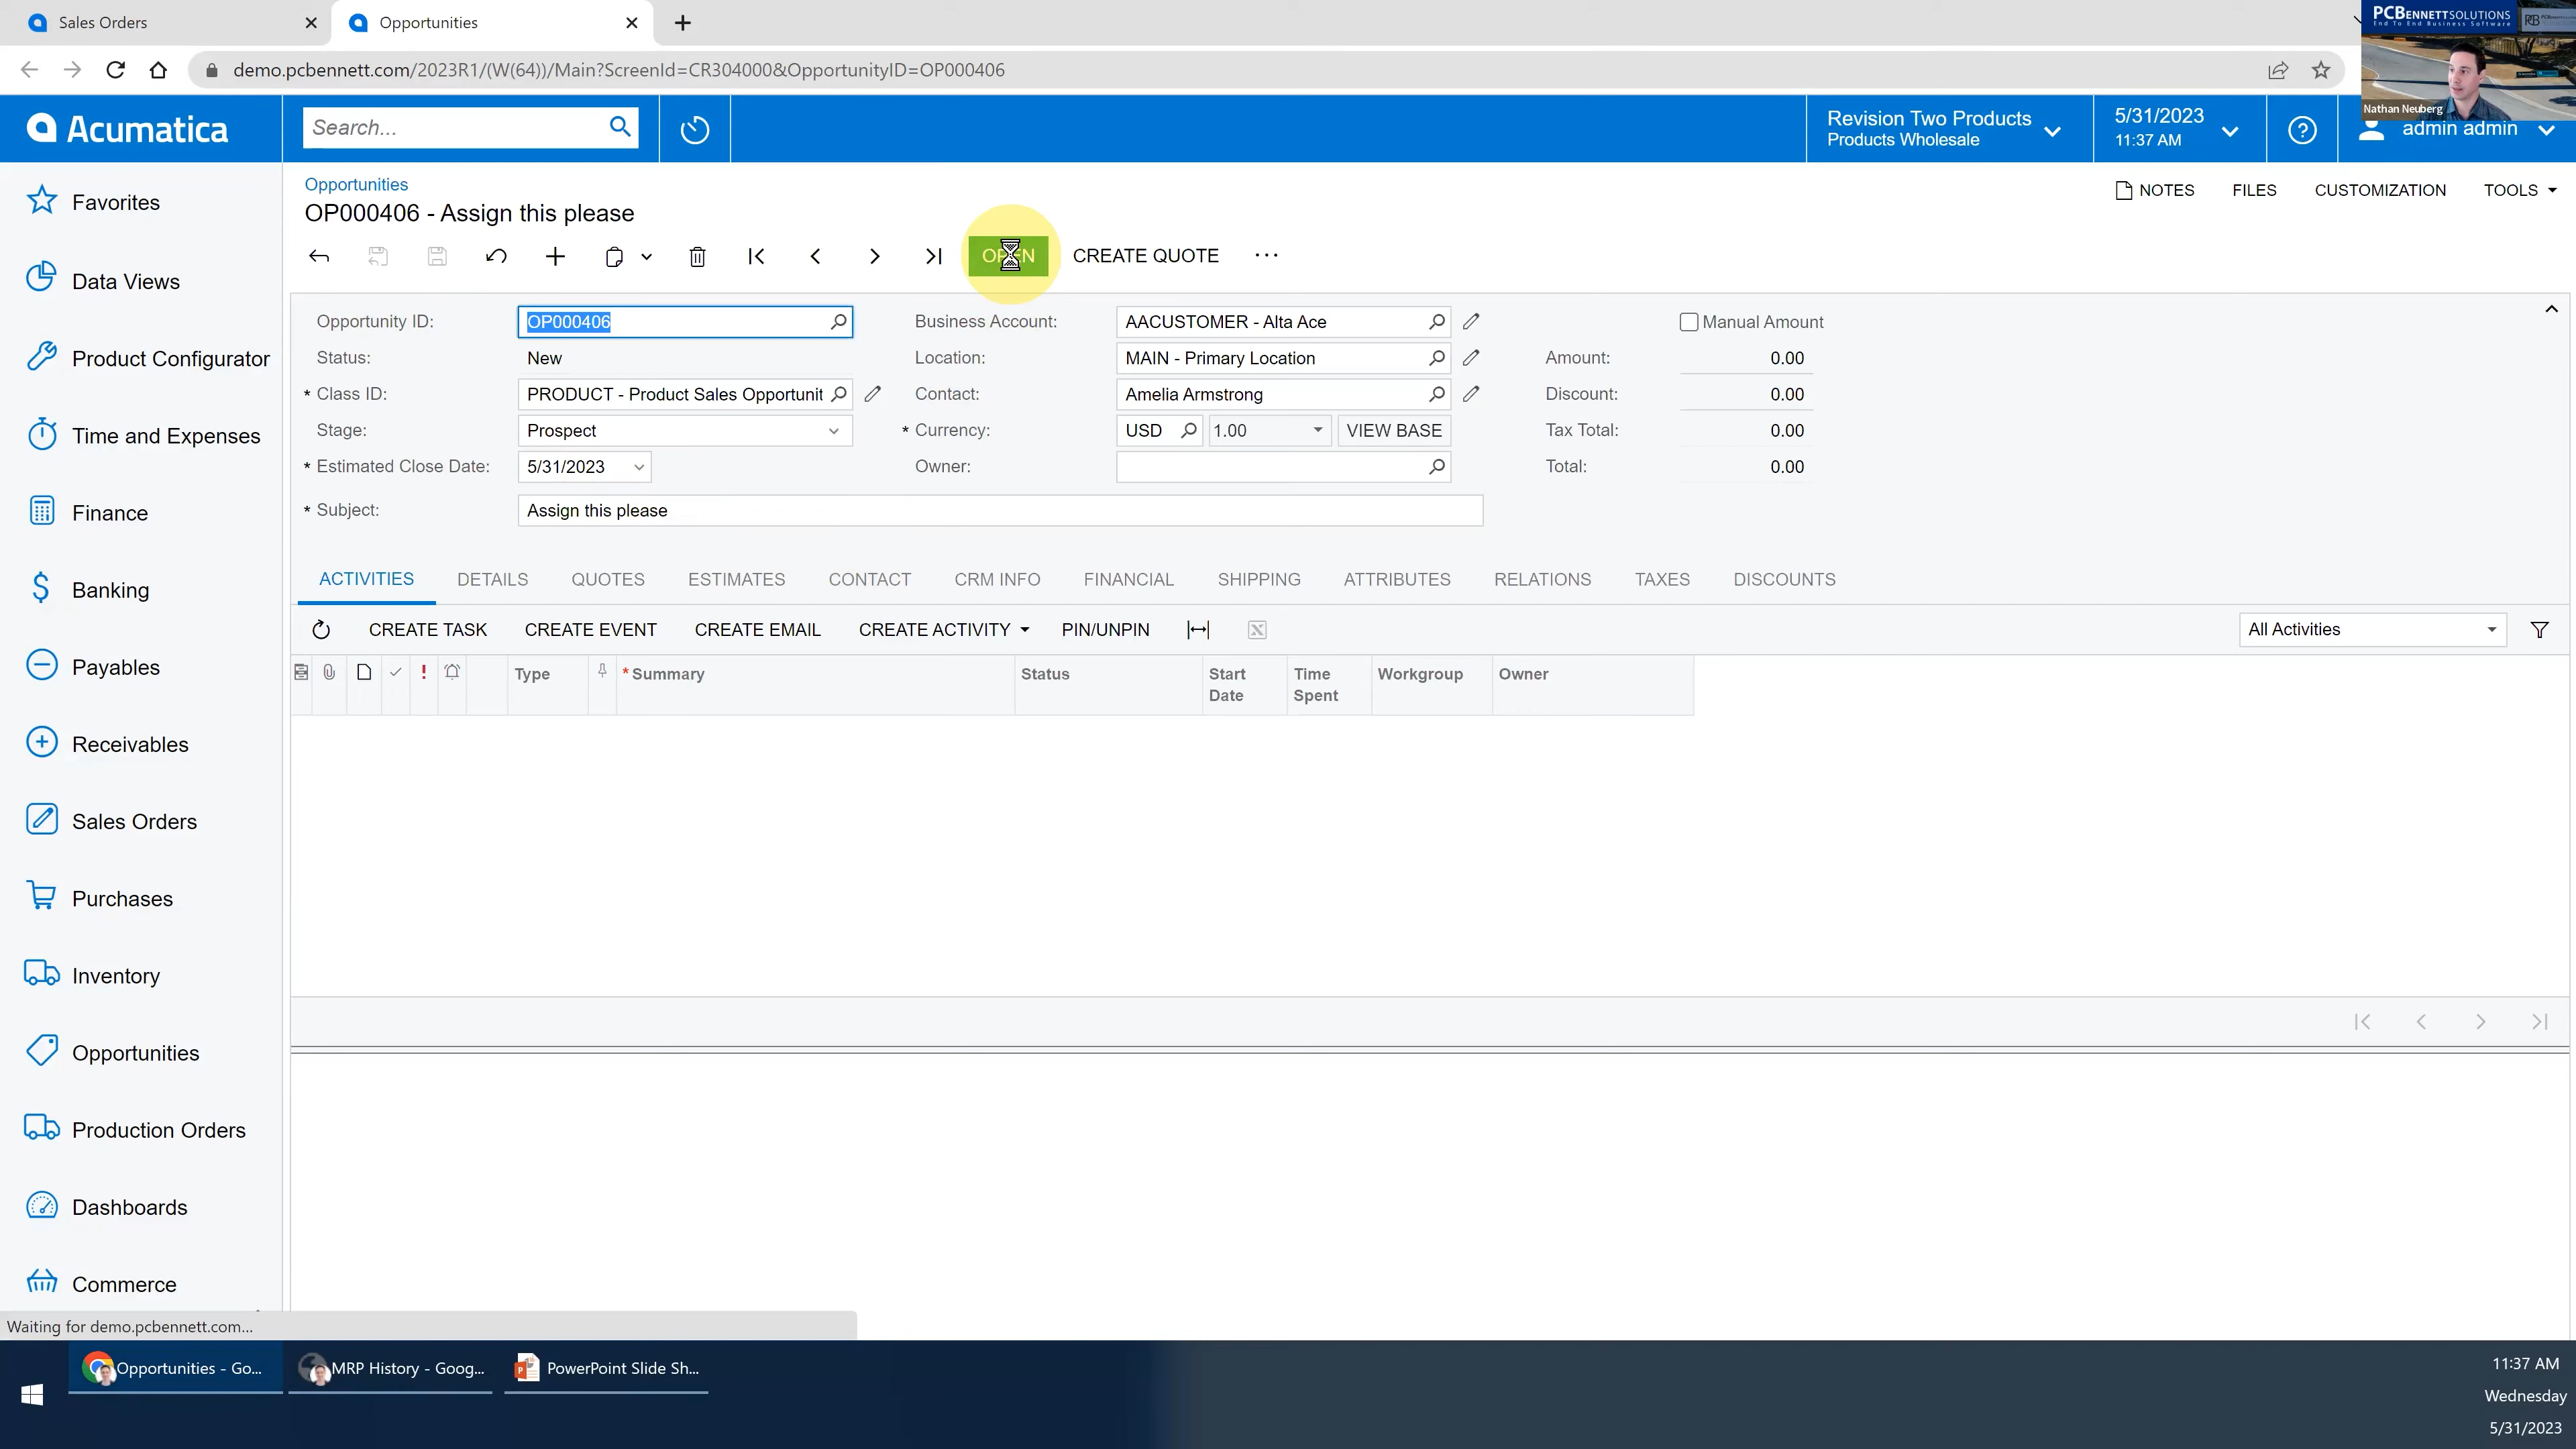 Sales Orders
Opportunities
PCBENNETTSOLUTIONS
End To End Business Software
demo.pcbennett.com/2023R1/(W(64))/Main?ScreenId=CR304000&OpportunityID=OP000406
Nathan Neuberg
Acumatica
Search...
Revision Two Products
Products Wholesale
5/31/2023
11:37 AM
admin admin
Favorites
Data Views
Product Configurator
Time and Expenses
Finance
Banking
Payables
Receivables
Sales Orders
Purchases
Inventory
Opportunities
Production Orders
Dashboards
Commerce
Opportunities
NOTES FILES CUSTOMIZATION TOOLS
OP000406 - Assign this please
CREATE QUOTE ...
Opportunity ID: OP000406 Business Account: AACUSTOMER - Alta Ace Manual Amount
Status: New Location: MAIN - Primary Location Amount: 0.00
* Class ID: PRODUCT - Product Sales Opportunit Contact: Amelia Armstrong Discount: 0.00
Stage: Prospect * Currency: USD 1.00 VIEW BASE Tax Total: 0.00
* Estimated Close Date: 5/31/2023 Owner: Total: 0.00
* Subject: Assign this please
ACTIVITIES DETAILS QUOTES ESTIMATES CONTACT CRM INFO FINANCIAL SHIPPING ATTRIBUTES RELATIONS TAXES DISCOUNTS
CREATE TASK CREATE EVENT CREATE EMAIL CREATE ACTIVITY PIN/UNPIN All Activities
Type * Summary Status Start Date Time Spent Workgroup Owner
Waiting for demo.pcbennett.com...
Opportunities - Go... MRP History - Goog... PowerPoint Slide Sh...
11:37 AM
Wednesday
5/31/2023